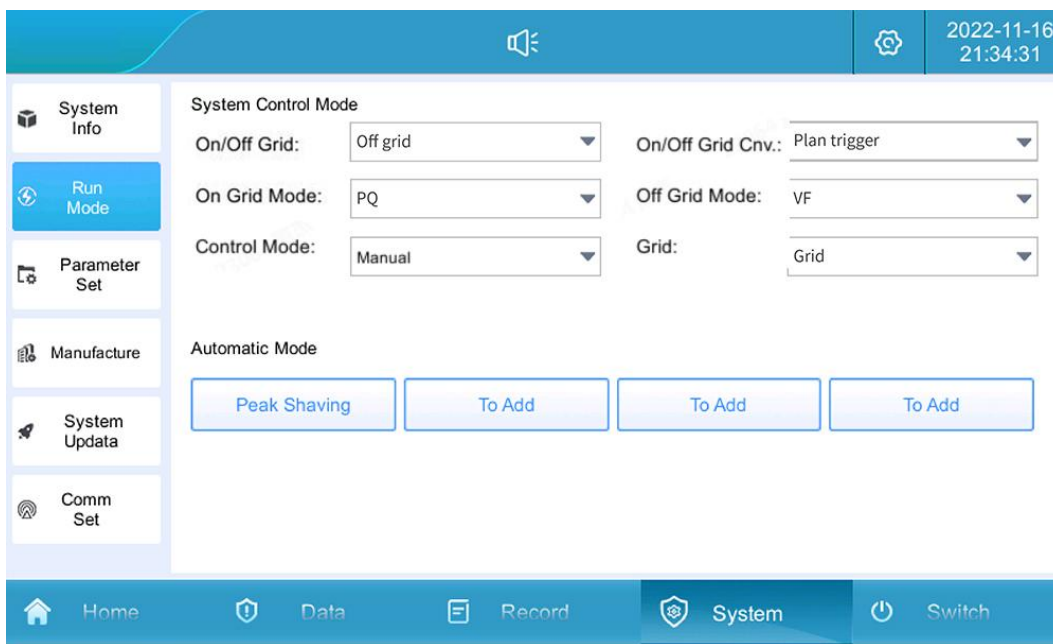 2022-11-16
21:34:31
System
Info
Run
Mode
Parameter
Set
Manufacture
System
Updata
Comm
Set
System Control Mode
On/Off Grid: Off grid On/Off Grid Cnv.: Plan trigger
On Grid Mode: PQ Off Grid Mode: VF
Control Mode: Manual Grid: Grid
Automatic Mode
Peak Shaving To Add To Add To Add
Home Data Record System Switch